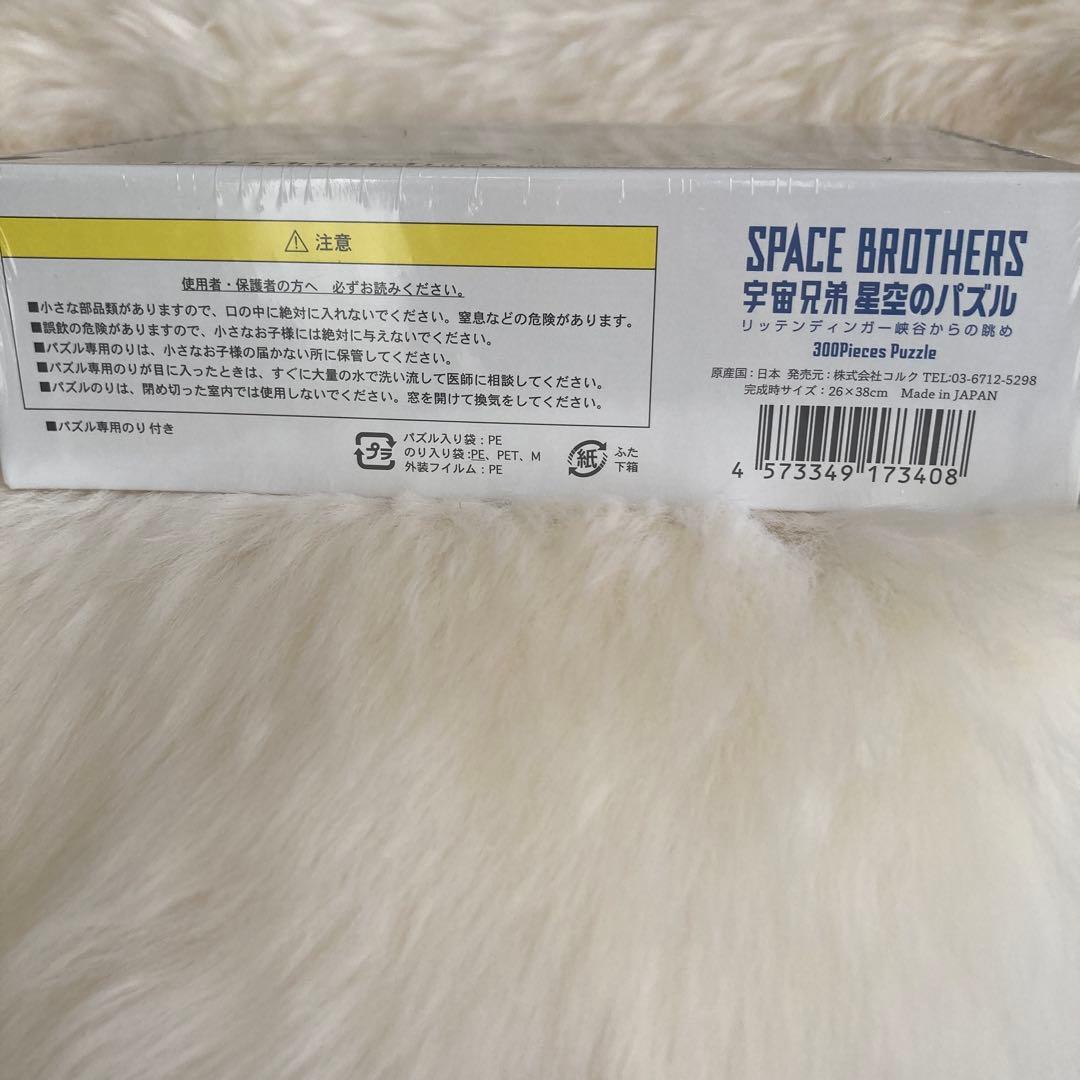 ⚠ 注意
使用者・保護者の方へ 必ずお読みください。
■小さな部品類がありますので、口の中に絶対に入れないでください。窒息などの危険があります。
■誤飲の危険がありますので、小さなお子様には絶対に与えないでください。
■パズル専用のりは、小さなお子様の届かない所に保管してください。
■パズル専用のりが目に入ったときは、すぐに大量の水で洗い流して医師に相談してください。
■パズルのりは、閉め切った室内では使用しないでください。窓を開けて換気をしてください。
■パズル専用のり付き
プラ
パズル入り袋：PE
のり入り袋:PE、PET、M
外装フイルム：PE
紙
ふた
下箱
SPACE BROTHERS
宇宙兄弟 星空のパズル
リッテンディンガー峡谷からの眺め
300Pieces Puzzle
原産国：日本 発売元：株式会社コルク TEL:03-6712-5298
完成時サイズ：26×38cm Made in JAPAN
4 573349 173408